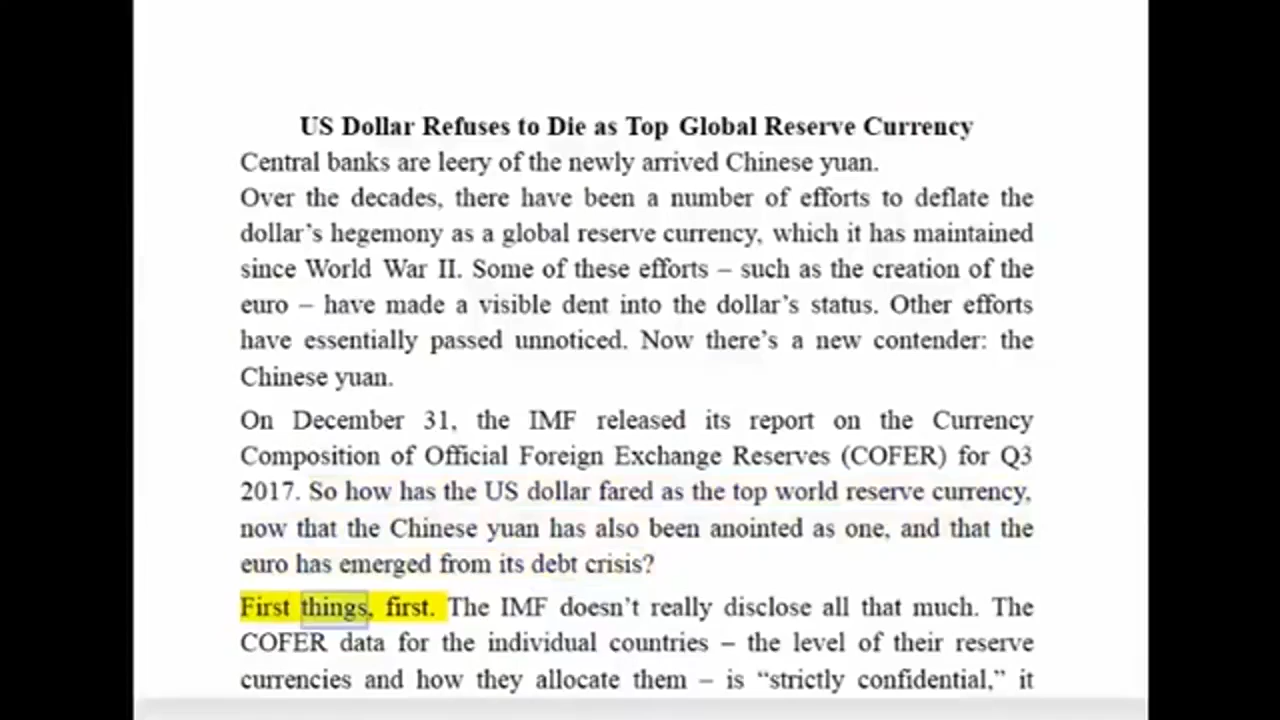 US Dollar Refuses to Die as Top Global Reserve Currency
Central banks are leery of the newly arrived Chinese yuan.
Over the decades, there have been a number of efforts to deflate the
dollar’s hegemony as a global reserve currency, which it has maintained
since World War II. Some of these efforts – such as the creation of the
euro – have made a visible dent into the dollar’s status. Other efforts
have essentially passed unnoticed. Now there’s a new contender: the
Chinese yuan.
On December 31, the IMF released its report on the Currency
Composition of Official Foreign Exchange Reserves (COFER) for Q3
2017. So how has the US dollar fared as the top world reserve currency,
now that the Chinese yuan has also been anointed as one, and that the
euro has emerged from its debt crisis?
First things, first. The IMF doesn’t really disclose all that much. The
COFER data for the individual countries – the level of their reserve
currencies and how they allocate them – is “strictly confidential,” it